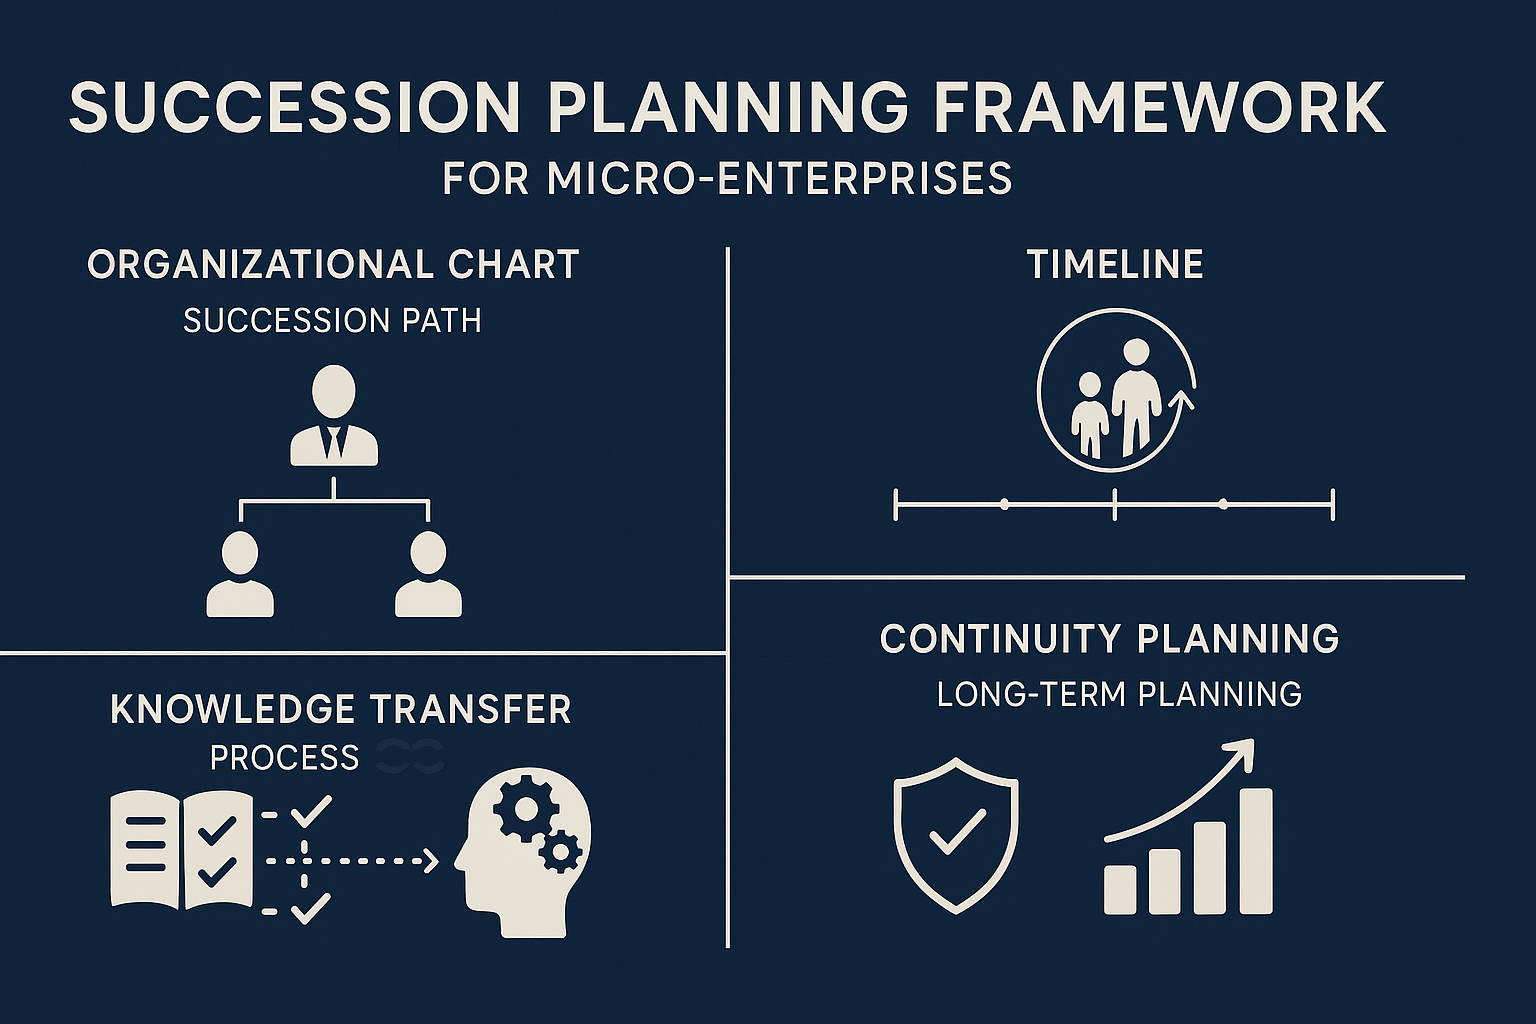 SUCCESSION PLANNING FRAMEWORK
FOR MICRO-ENTERPRISES
ORGANIZATIONAL CHART
SUCCESSION PATH
TIMELINE
KNOWLEDGE TRANSFER
PROCESS
CONTINUITY PLANNING
LONG-TERM PLANNING